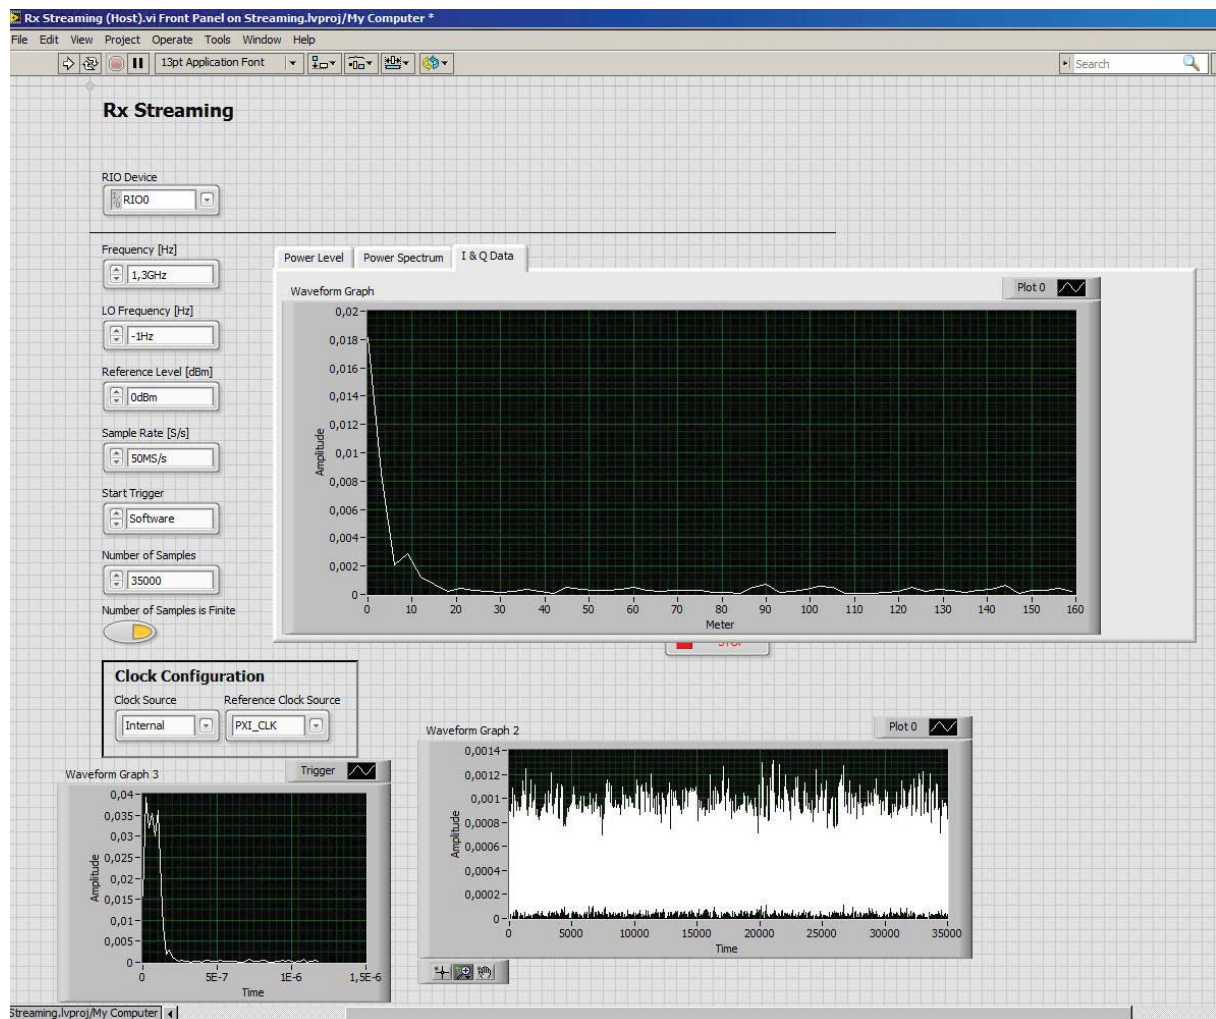 Rx Streaming (Host).vi Front Panel on Streaming.lvproj/My Computer *
File Edit View Project Operate Tools Window Help
13pt Application Font
Search
Rx Streaming
RIO Device
I/O RIO0
Frequency [Hz]
1,3GHz
LO Frequency [Hz]
-1Hz
Reference Level [dBm]
0dBm
Sample Rate [S/s]
50MS/s
Start Trigger
Software
Number of Samples
35000
Number of Samples is Finite
Power Level Power Spectrum I & Q Data
Waveform Graph
Plot 0
0,02
0,018
0,016
0,014
0,012
0,01
0,008
0,006
0,004
0,002
0
Amplitude
0 10 20 30 40 50 60 70 80 90 100 110 120 130 140 150 160
Meter
STOP
Clock Configuration
Clock Source Reference Clock Source
Internal PXI_CLK
Waveform Graph 3
Trigger
0,04
0,035
0,03
0,025
0,02
0,015
0,01
0,005
0
Amplitude
0 5E-7 1E-6 1,5E-6
Time
Waveform Graph 2
Plot 0
0,0014
0,0012
0,001
0,0008
0,0006
0,0004
0,0002
0
Amplitude
0 5000 10000 15000 20000 25000 30000 35000
Time
Streaming.lvproj/My Computer